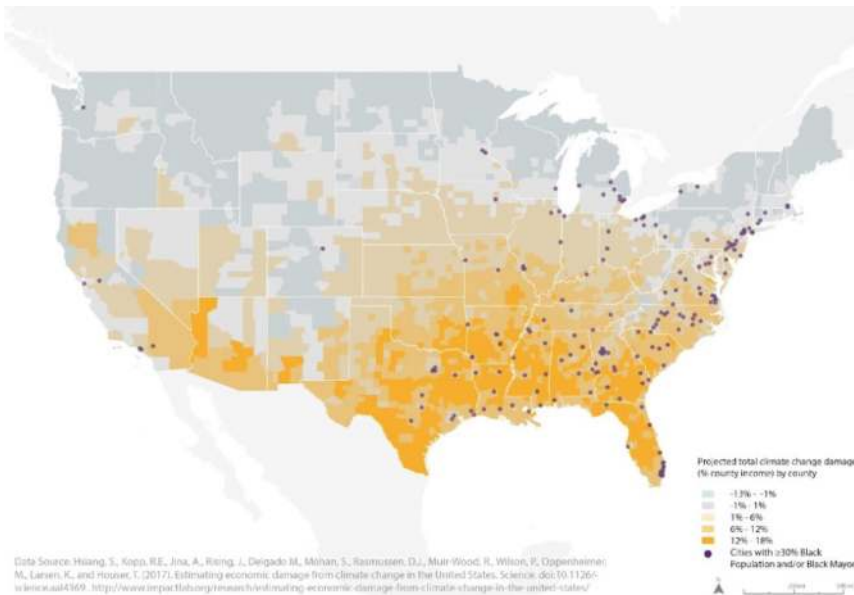 Projected total climate change damage
(% county income) by county
-13% - -1%
-1% - 1%
1% - 6%
6% - 12%
12% - 18%
Cities with ≥30% Black
Population and/or Black Mayor
Data Source: Hsiang, S., Kopp, R.E., Jina, A., Rising, J., Delgado M., Mohan, S., Rasmussen, D.J., Muir-Wood, R., Wilson, P., Oppenheimer,
M., Larsen, K., and Houser, T. (2017). Estimating economic damage from climate change in the United States. Science. doi:10.1126/-
science.aal4369 . http://www.impactlab.org/research/estimating-economic-damage-from-climate-change-in-the-united-states/